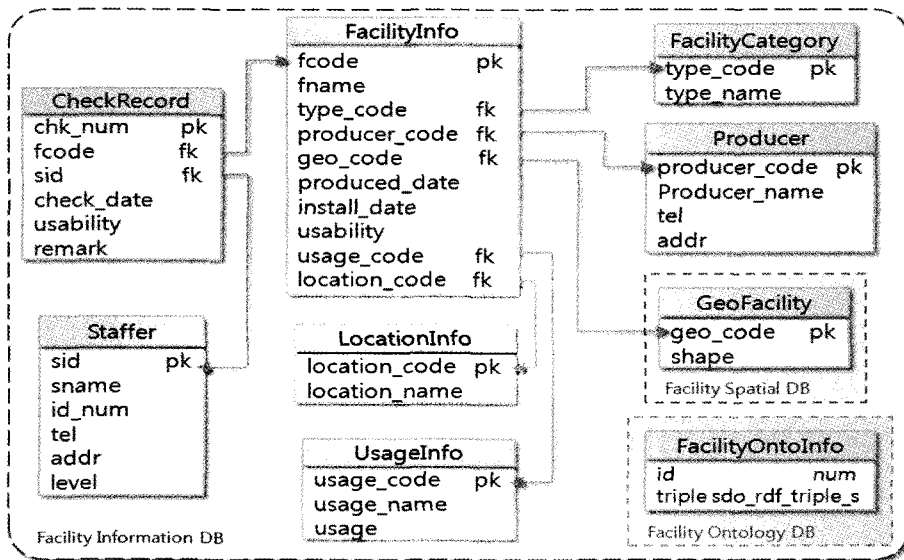 FacilityInfo
fcode pk
fname
type_code fk
producer_code fk
geo_code fk
produced_date
install_date
usability
usage_code fk
location_code fk
CheckRecord
chk_num pk
fcode fk
sid fk
check_date
usability
remark
Staffer
sid pk
sname
id_num
tel
addr
level
Facility Information DB
LocationInfo
location_code pk
location_name
UsageInfo
usage_code pk
usage_name
usage
FacilityCategory
type_code pk
type_name
Producer
producer_code pk
Producer_name
tel
addr
GeoFacility
geo_code pk
shape
Facility Spatial DB
FacilityOntoInfo
id num
triple sdo_rdf_triple_s
Facility Ontology DB